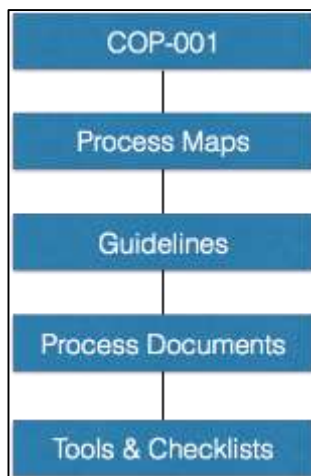 COP-001
Process Maps
Guidelines
Process Documents
Tools & Checklists